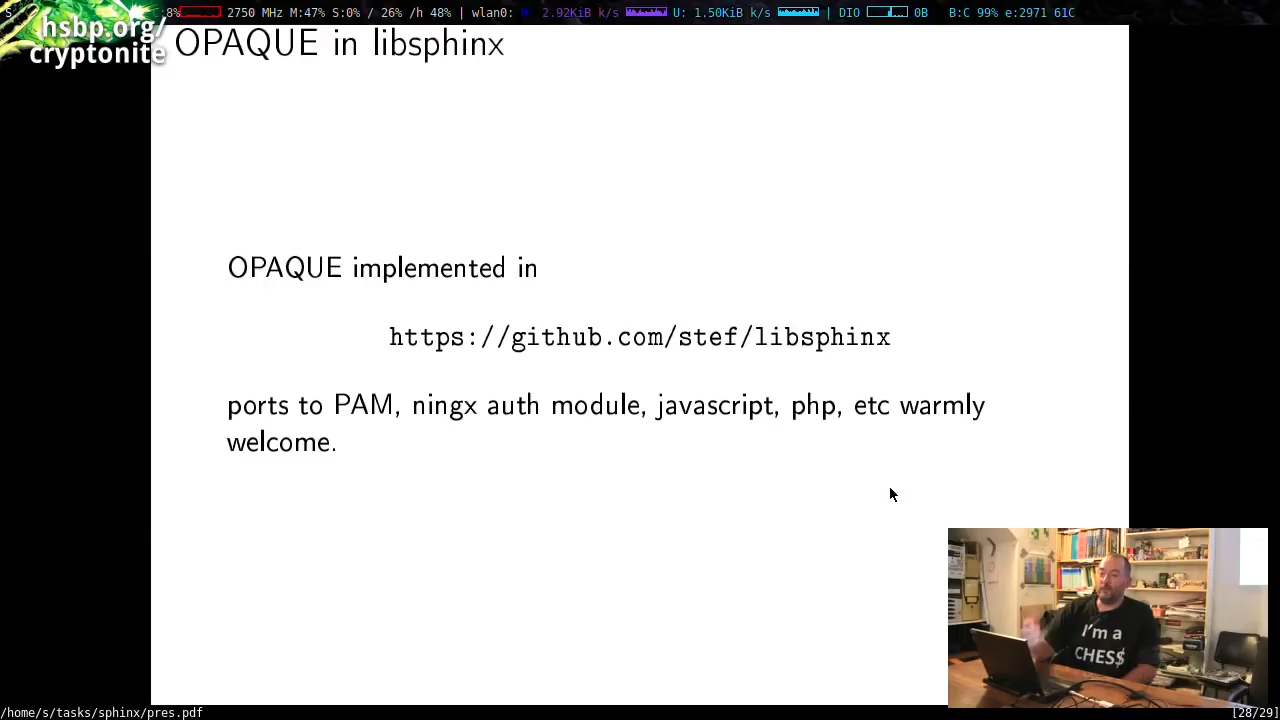 S :8% 2750 MHz M:47% S:0% / 26% /h 48% | wlan0: 2.92KiB k/s U: 1.50KiB k/s | DIO 0B B:C 99% e:2971 61C
hsbp.org/
cryptonite
OPAQUE in libsphinx
OPAQUE implemented in
https://github.com/stef/libsphinx
ports to PAM, ningx auth module, javascript, php, etc warmly
welcome.
I'm a
CHES$
/home/s/tasks/sphinx/pres.pdf [28/29]